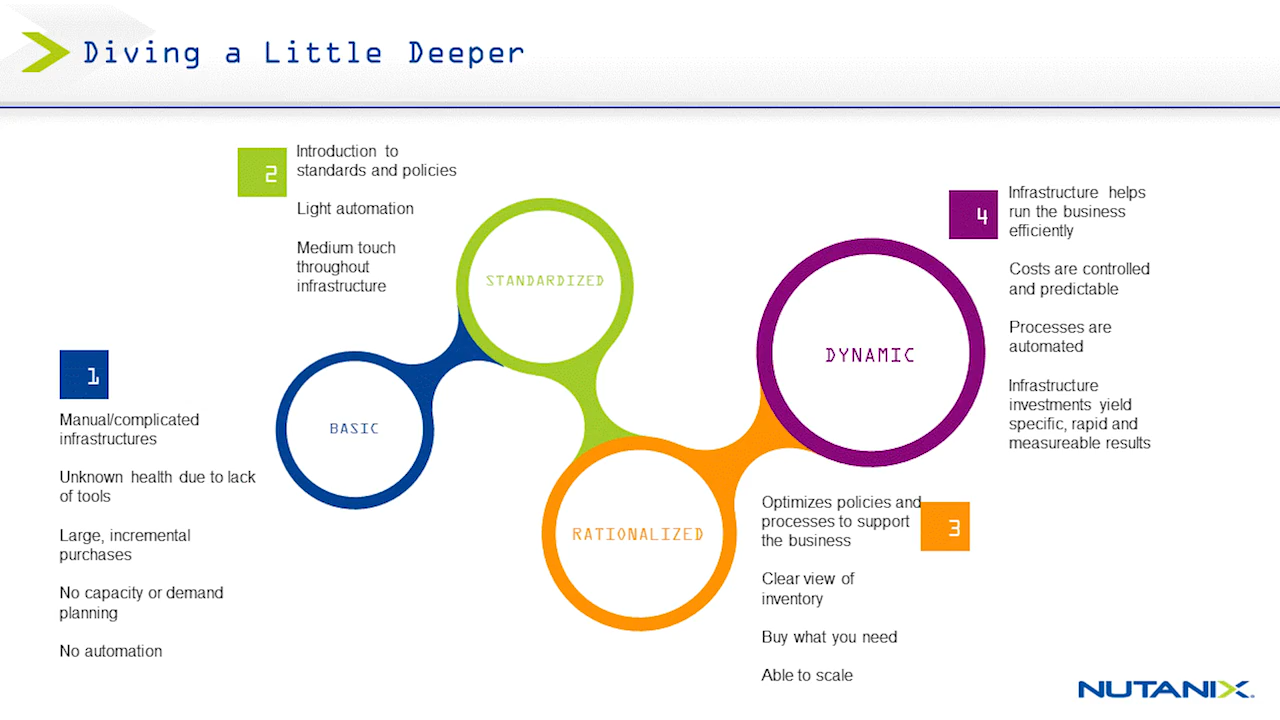 Diving a Little Deeper
2
Introduction to
standards and policies
Light automation
Medium touch
throughout
infrastructure
STANDARDIZED
4
Infrastructure helps
run the business
efficiently
Costs are controlled
and predictable
Processes are
automated
Infrastructure
investments yield
specific, rapid and
measureable results
DYNAMIC
1
Manual/complicated
infrastructures
Unknown health due to lack
of tools
Large, incremental
purchases
No capacity or demand
planning
No automation
BASIC
RATIONALIZED
Optimizes policies and
processes to support
the business
Clear view of
inventory
Buy what you need
Able to scale
3
NUTANIX